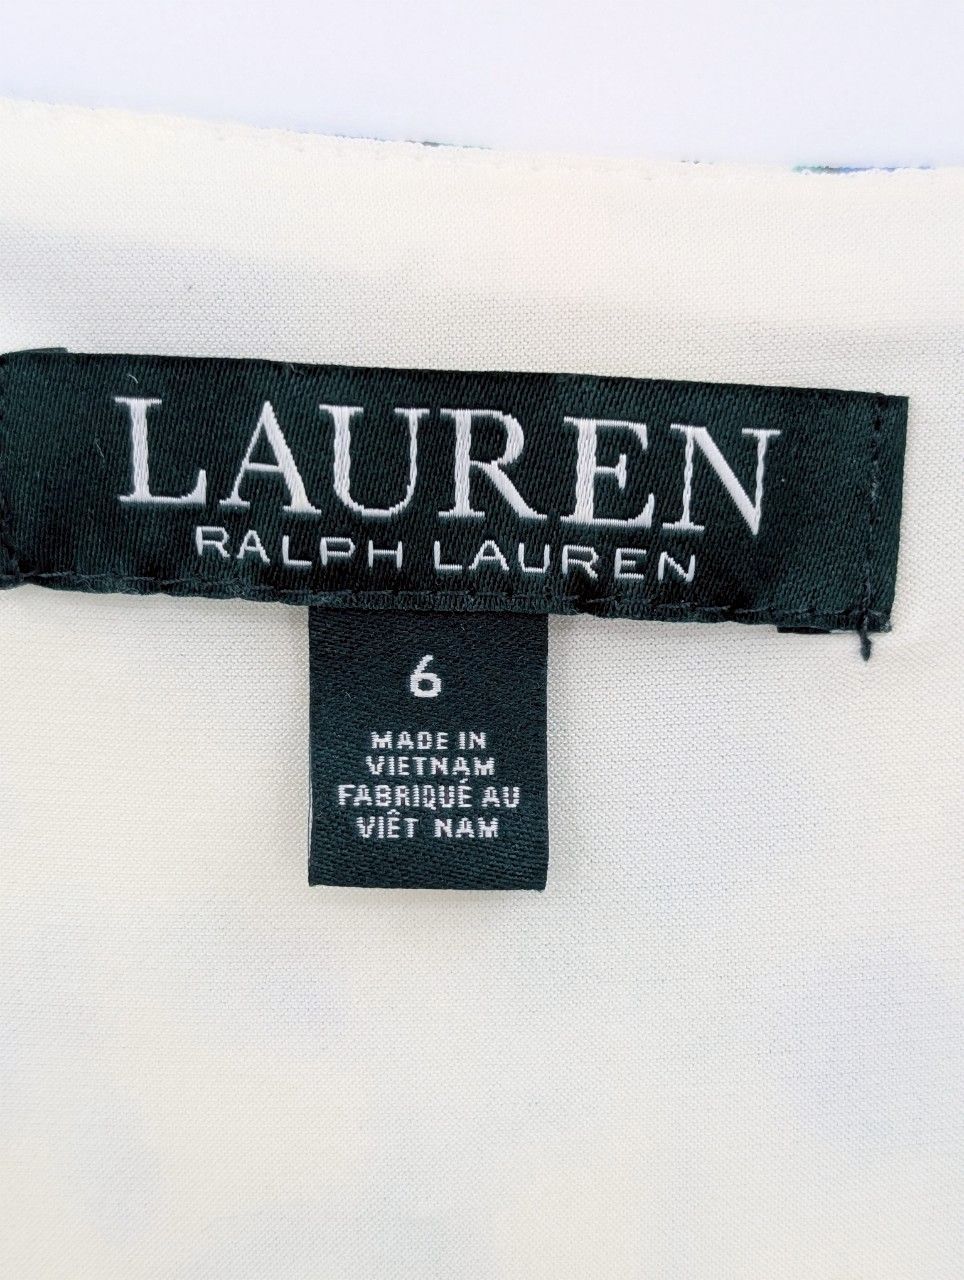 LAUREN
RALPH LAUREN
6
MADE IN
VIETNAM
FABRIQUÉ AU
VIÊT NAM